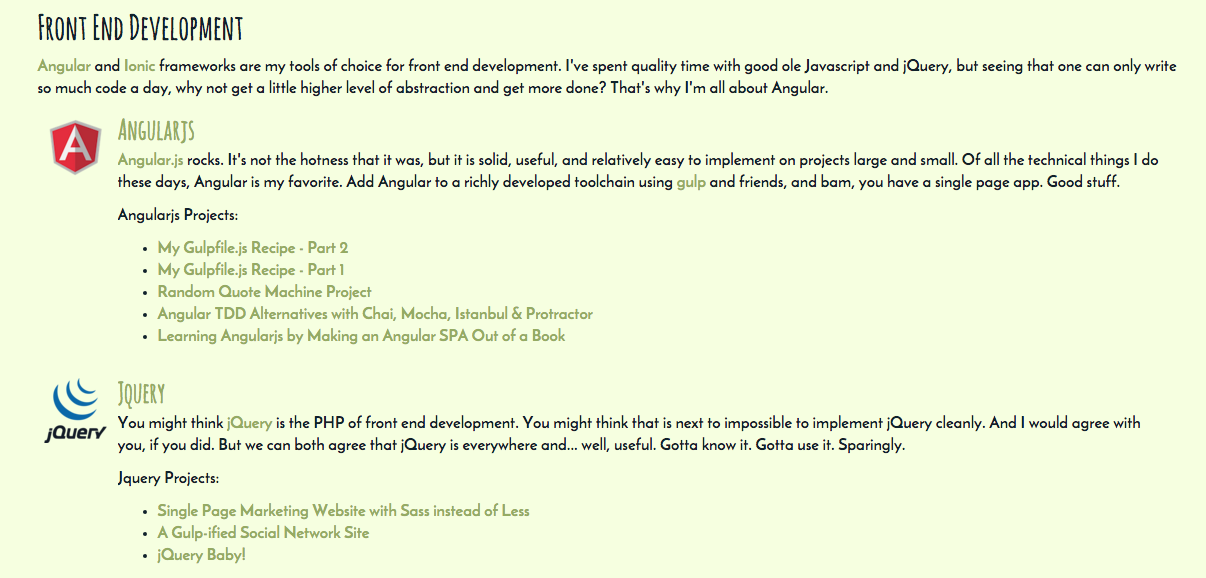 Front End Development
Angular and Ionic frameworks are my tools of choice for front end development. I've spent quality time with good ole Javascript and jQuery, but seeing that one can only write
so much code a day, why not get a little higher level of abstraction and get more done? That's why I'm all about Angular.
Angularjs
Angular.js rocks. It's not the hotness that it was, but it is solid, useful, and relatively easy to implement on projects large and small. Of all the technical things I do
these days, Angular is my favorite. Add Angular to a richly developed toolchain using gulp and friends, and bam, you have a single page app. Good stuff.
Angularjs Projects:
• My Gulpfile.js Recipe - Part 2
• My Gulpfile.js Recipe - Part 1
• Random Quote Machine Project
• Angular TDD Alternatives with Chai, Mocha, Istanbul & Protractor
• Learning Angularjs by Making an Angular SPA Out of a Book
jQuery
Jquery
You might think jQuery is the PHP of front end development. You might think that is next to impossible to implement jQuery cleanly. And I would agree with
you, if you did. But we can both agree that jQuery is everywhere and... well, useful. Gotta know it. Gotta use it. Sparingly.
Jquery Projects:
• Single Page Marketing Website with Sass instead of Less
• A Gulp-ified Social Network Site
• jQuery Baby!